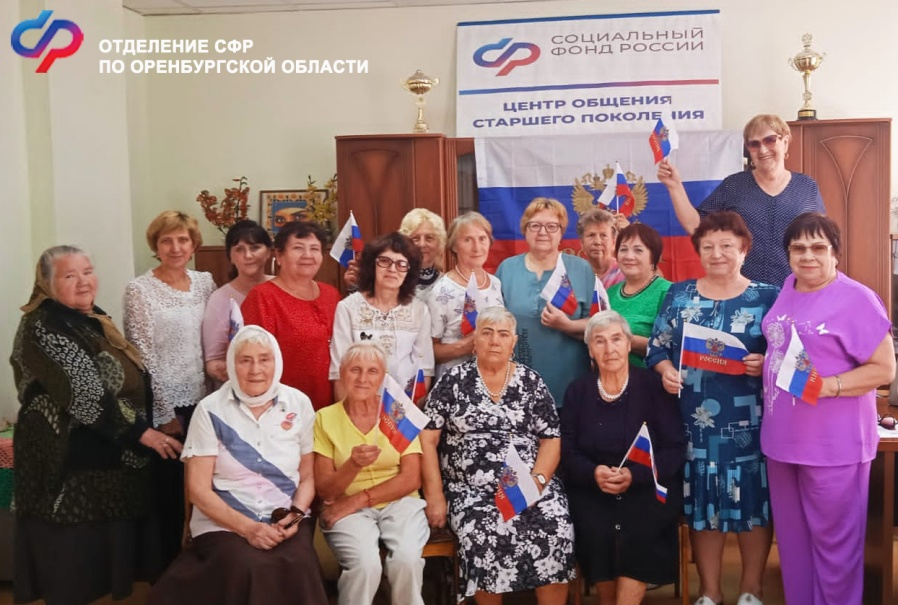 ОТДЕЛЕНИЕ СФР
ПО ОРЕНБУРГСКОЙ ОБЛАСТИ
СОЦИАЛЬНЫЙ
ФОНД РОССИИ
ЦЕНТР ОБЩЕНИЯ
СТАРШЕГО ПОКОЛЕНИЯ
РОССИЯ